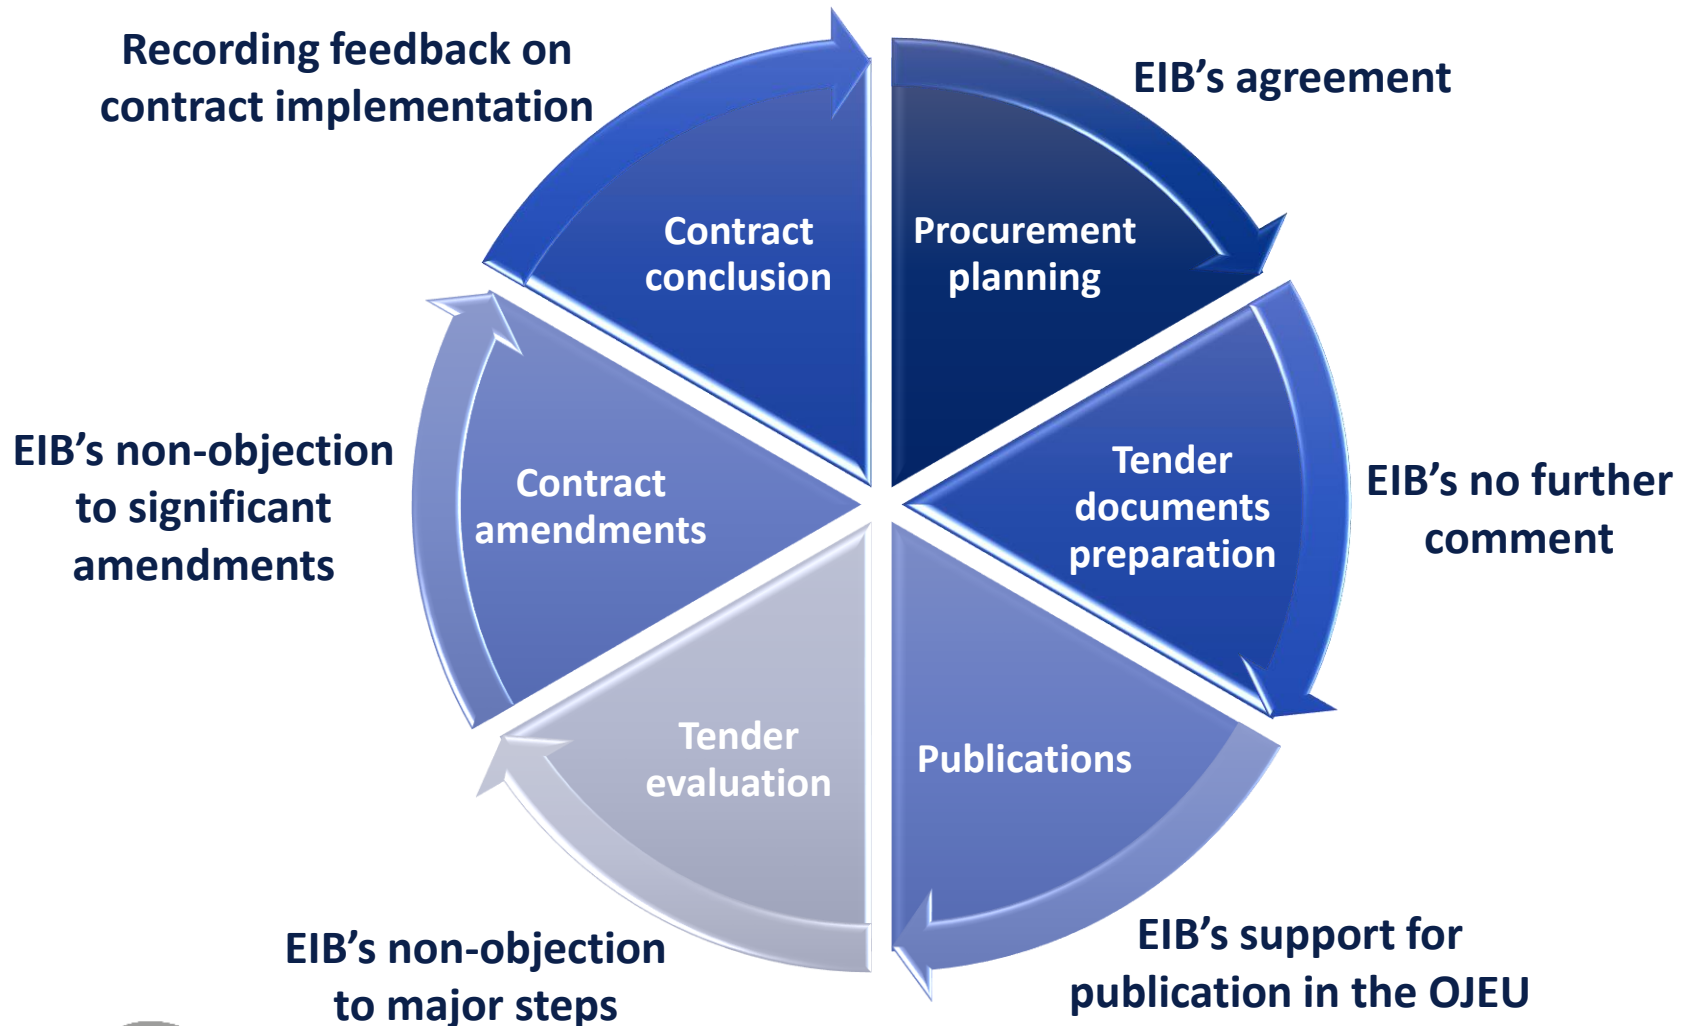 Recording feedback on
contract implementation
EIB’s agreement
Contract
conclusion
Procurement
planning
EIB’s non-objection
to significant
amendments
Contract
amendments
Tender
documents
preparation
EIB’s no further
comment
Tender
evaluation
Publications
EIB’s non-objection
to major steps
EIB’s support for
publication in the OJEU